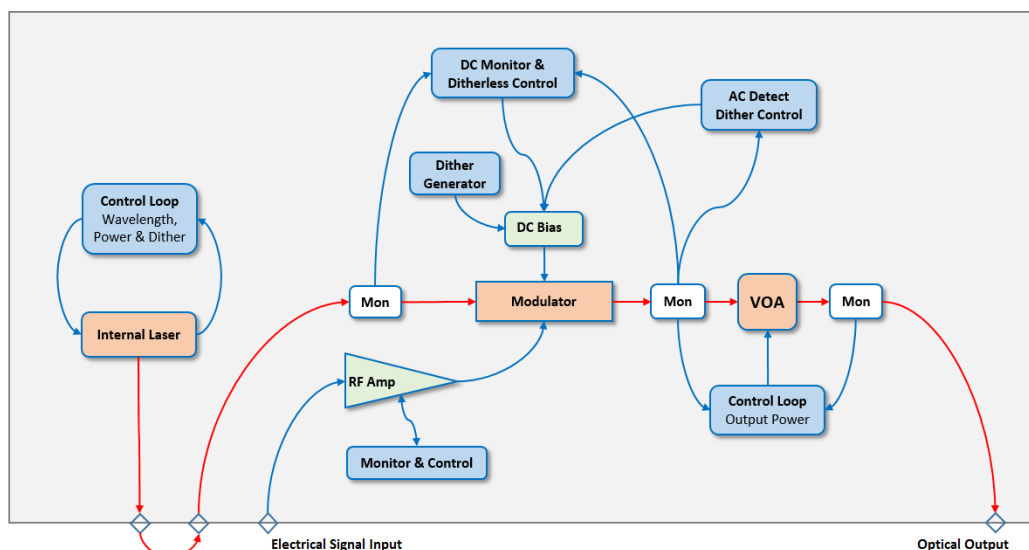 DC Monitor &
Ditherless Control
AC Detect
Dither Control
Dither
Generator
Control Loop
Wavelength,
Power & Dither
DC Bias
Mon
Modulator
Mon
VOA
Mon
Internal Laser
RF Amp
Control Loop
Output Power
Monitor & Control
Electrical Signal Input
Optical Output